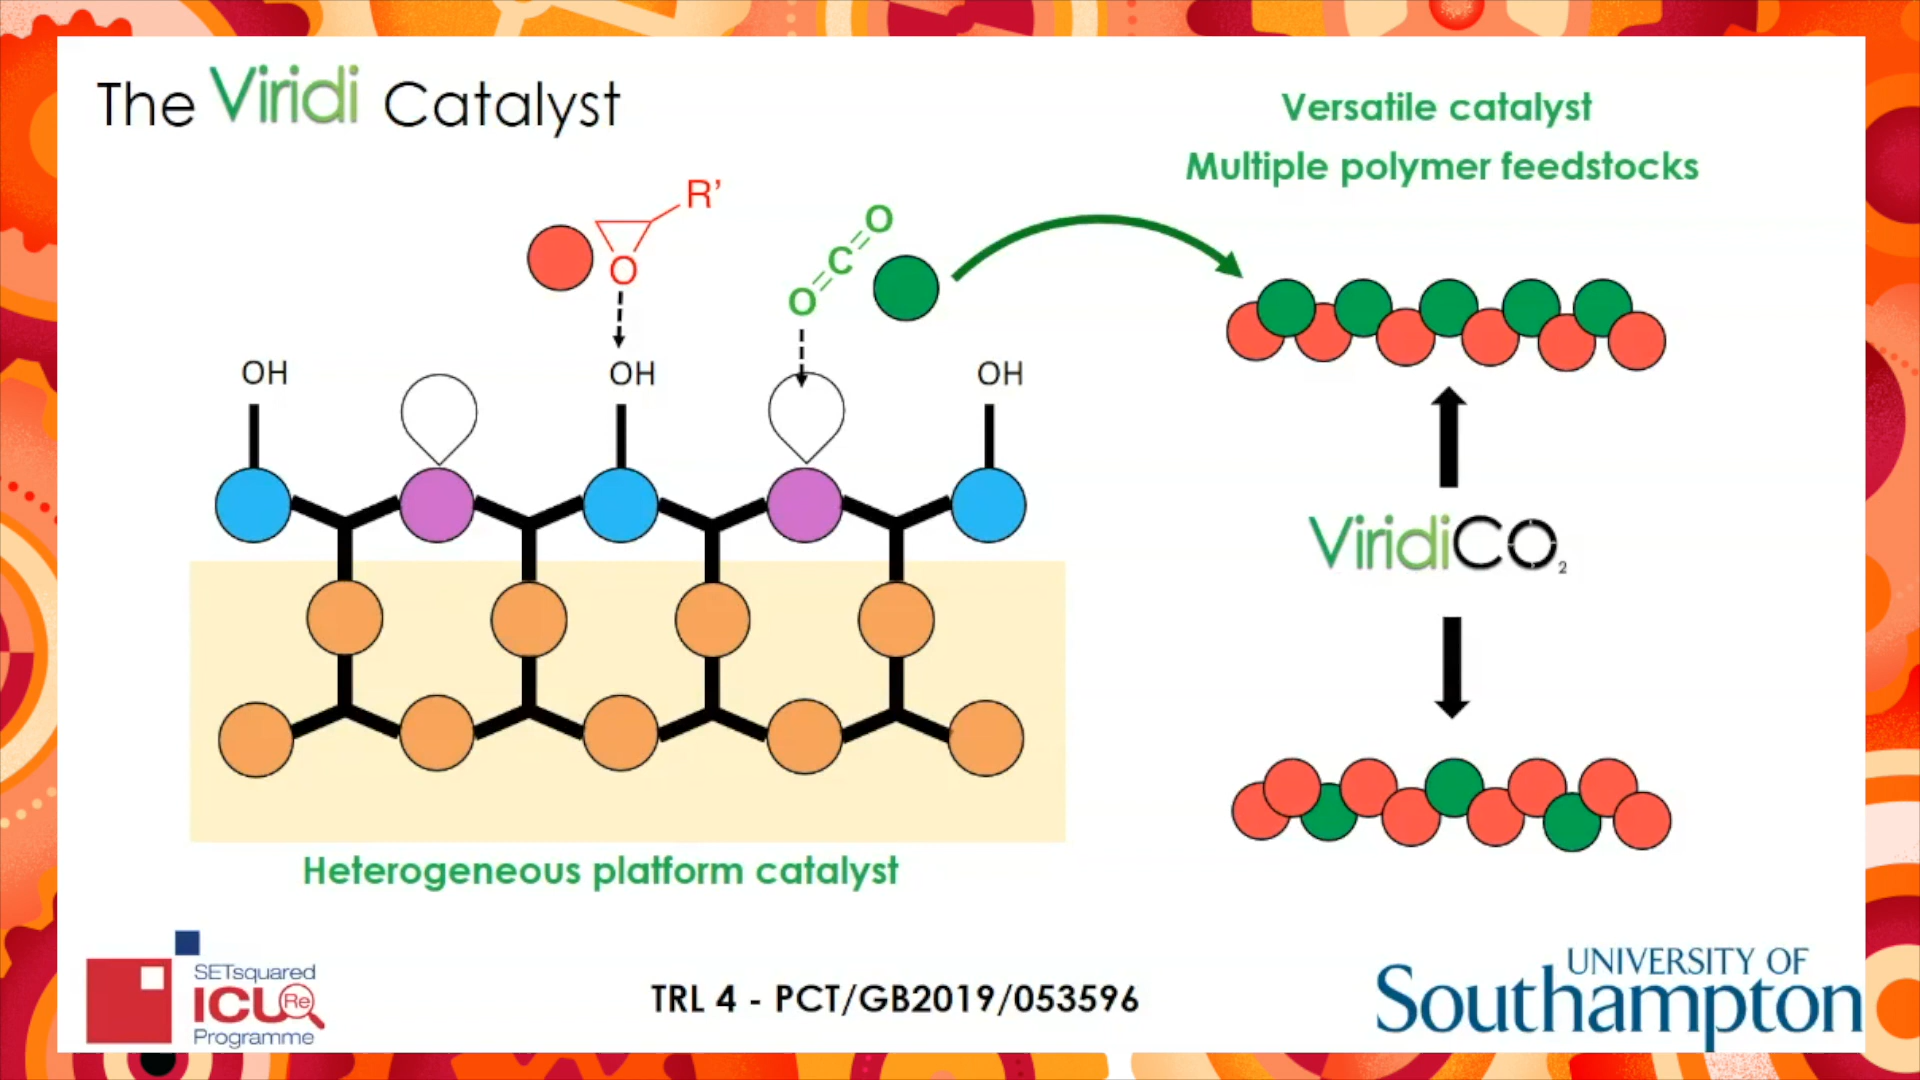 The Viridi Catalyst
Versatile catalyst
Multiple polymer feedstocks
R’
O
O
C
O
OH
OH
OH
ViridiCO₂
Heterogeneous platform catalyst
SETsquared
ICURe
Programme
TRL 4 - PCT/GB2019/053596
UNIVERSITY OF
Southampton